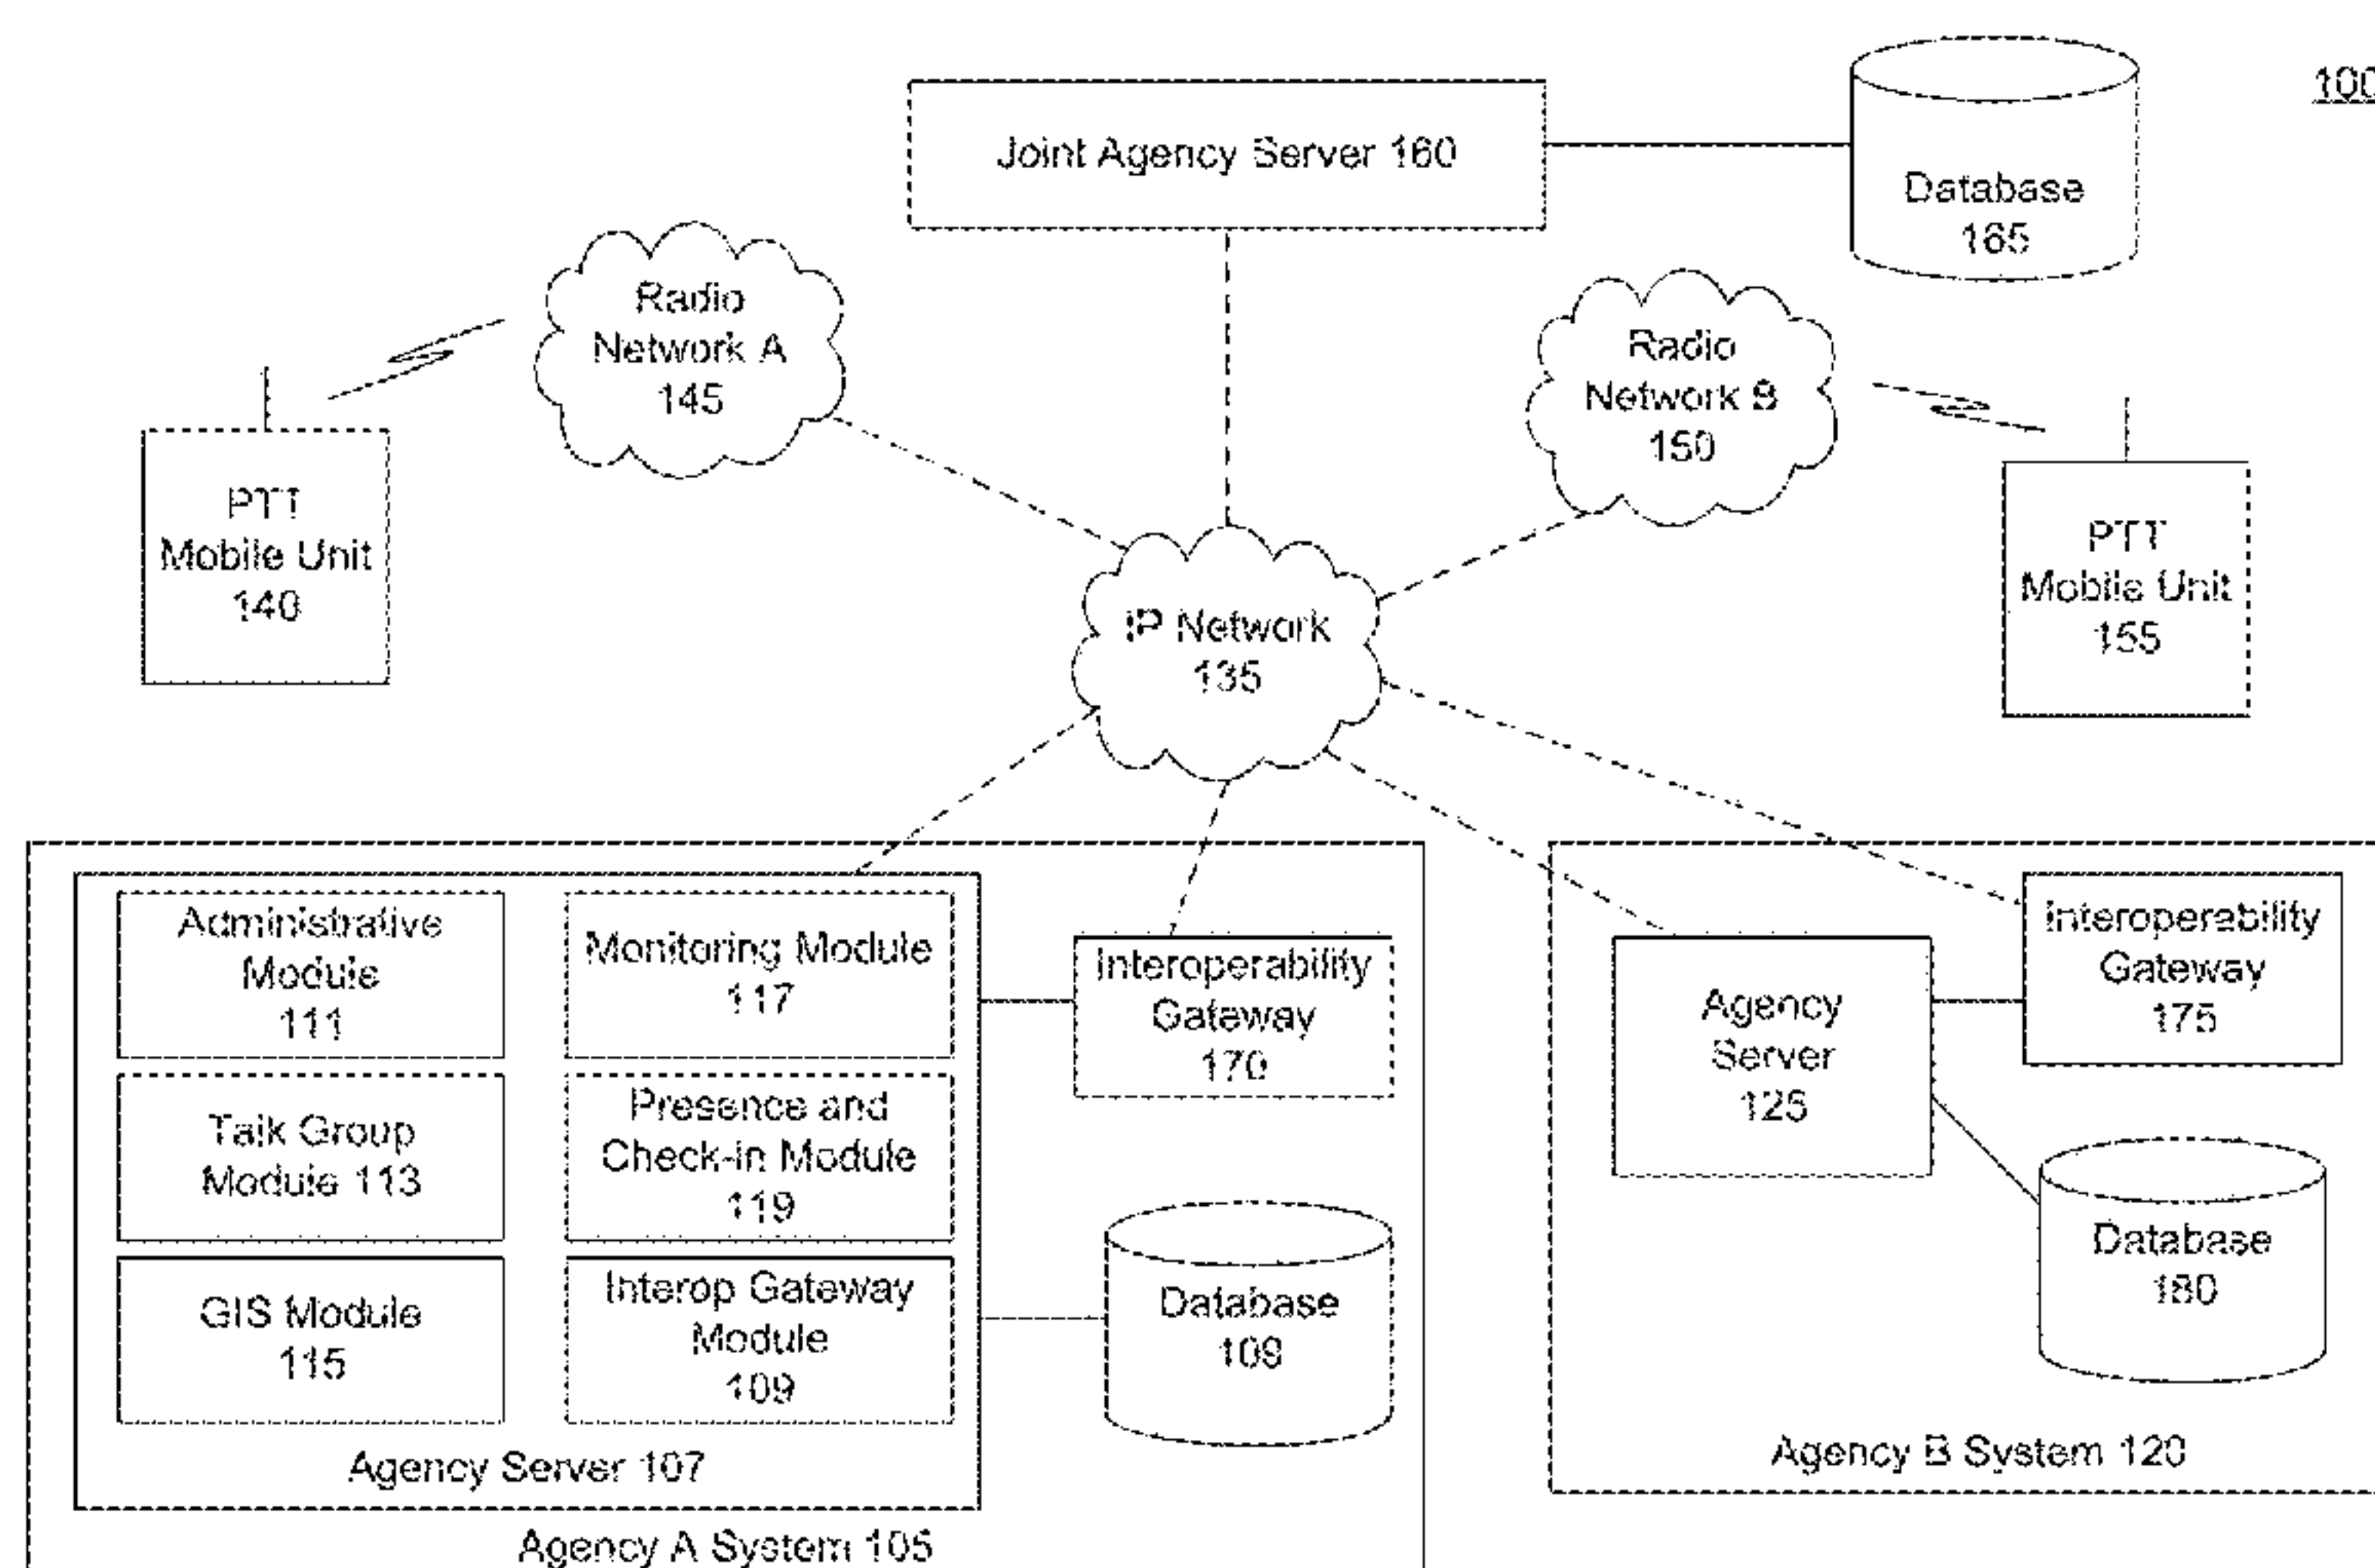 100
Joint Agency Server 160
Database
165
Radio
Network A
145
Radio
Network B
150
PTT
Mobile Unit
140
PTT
Mobile Unit
155
IP Network
135
Administrative
Module
111
Monitoring Module
117
Interoperability
Gateway
170
Talk Group
Module 113
Presence and
Check-in Module
119
GIS Module
115
Interop Gateway
Module
109
Database
109
Agency Server 107
Agency A System 105
Interoperability
Gateway
175
Agency
Server
125
Database
180
Agency B System 120